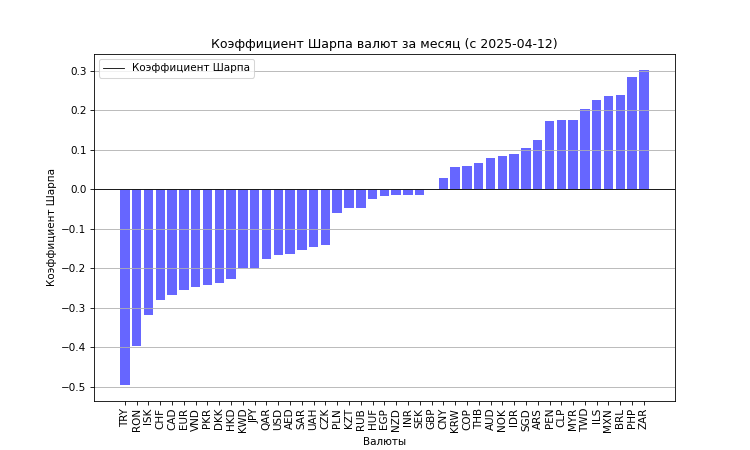 Коэффициент Шарпа валют за месяц (с 2025-04-12)
Коэффициент Шарпа
0.3
0.2
0.1
0.0
−0.1
−0.2
−0.3
−0.4
−0.5
Коэффициент Шарпа
TRY
RON
ISK
CHF
CAD
EUR
VND
PKR
DKK
HKD
KWD
JPY
QAR
USD
AED
SAR
UAH
CZK
PLN
KZT
RUB
HUF
EGP
NZD
INR
SEK
GBP
CNY
KRW
COP
THB
AUD
NOK
IDR
SGD
ARS
PEN
CLP
MYR
TWD
ILS
MXN
BRL
PHP
ZAR
Валюты